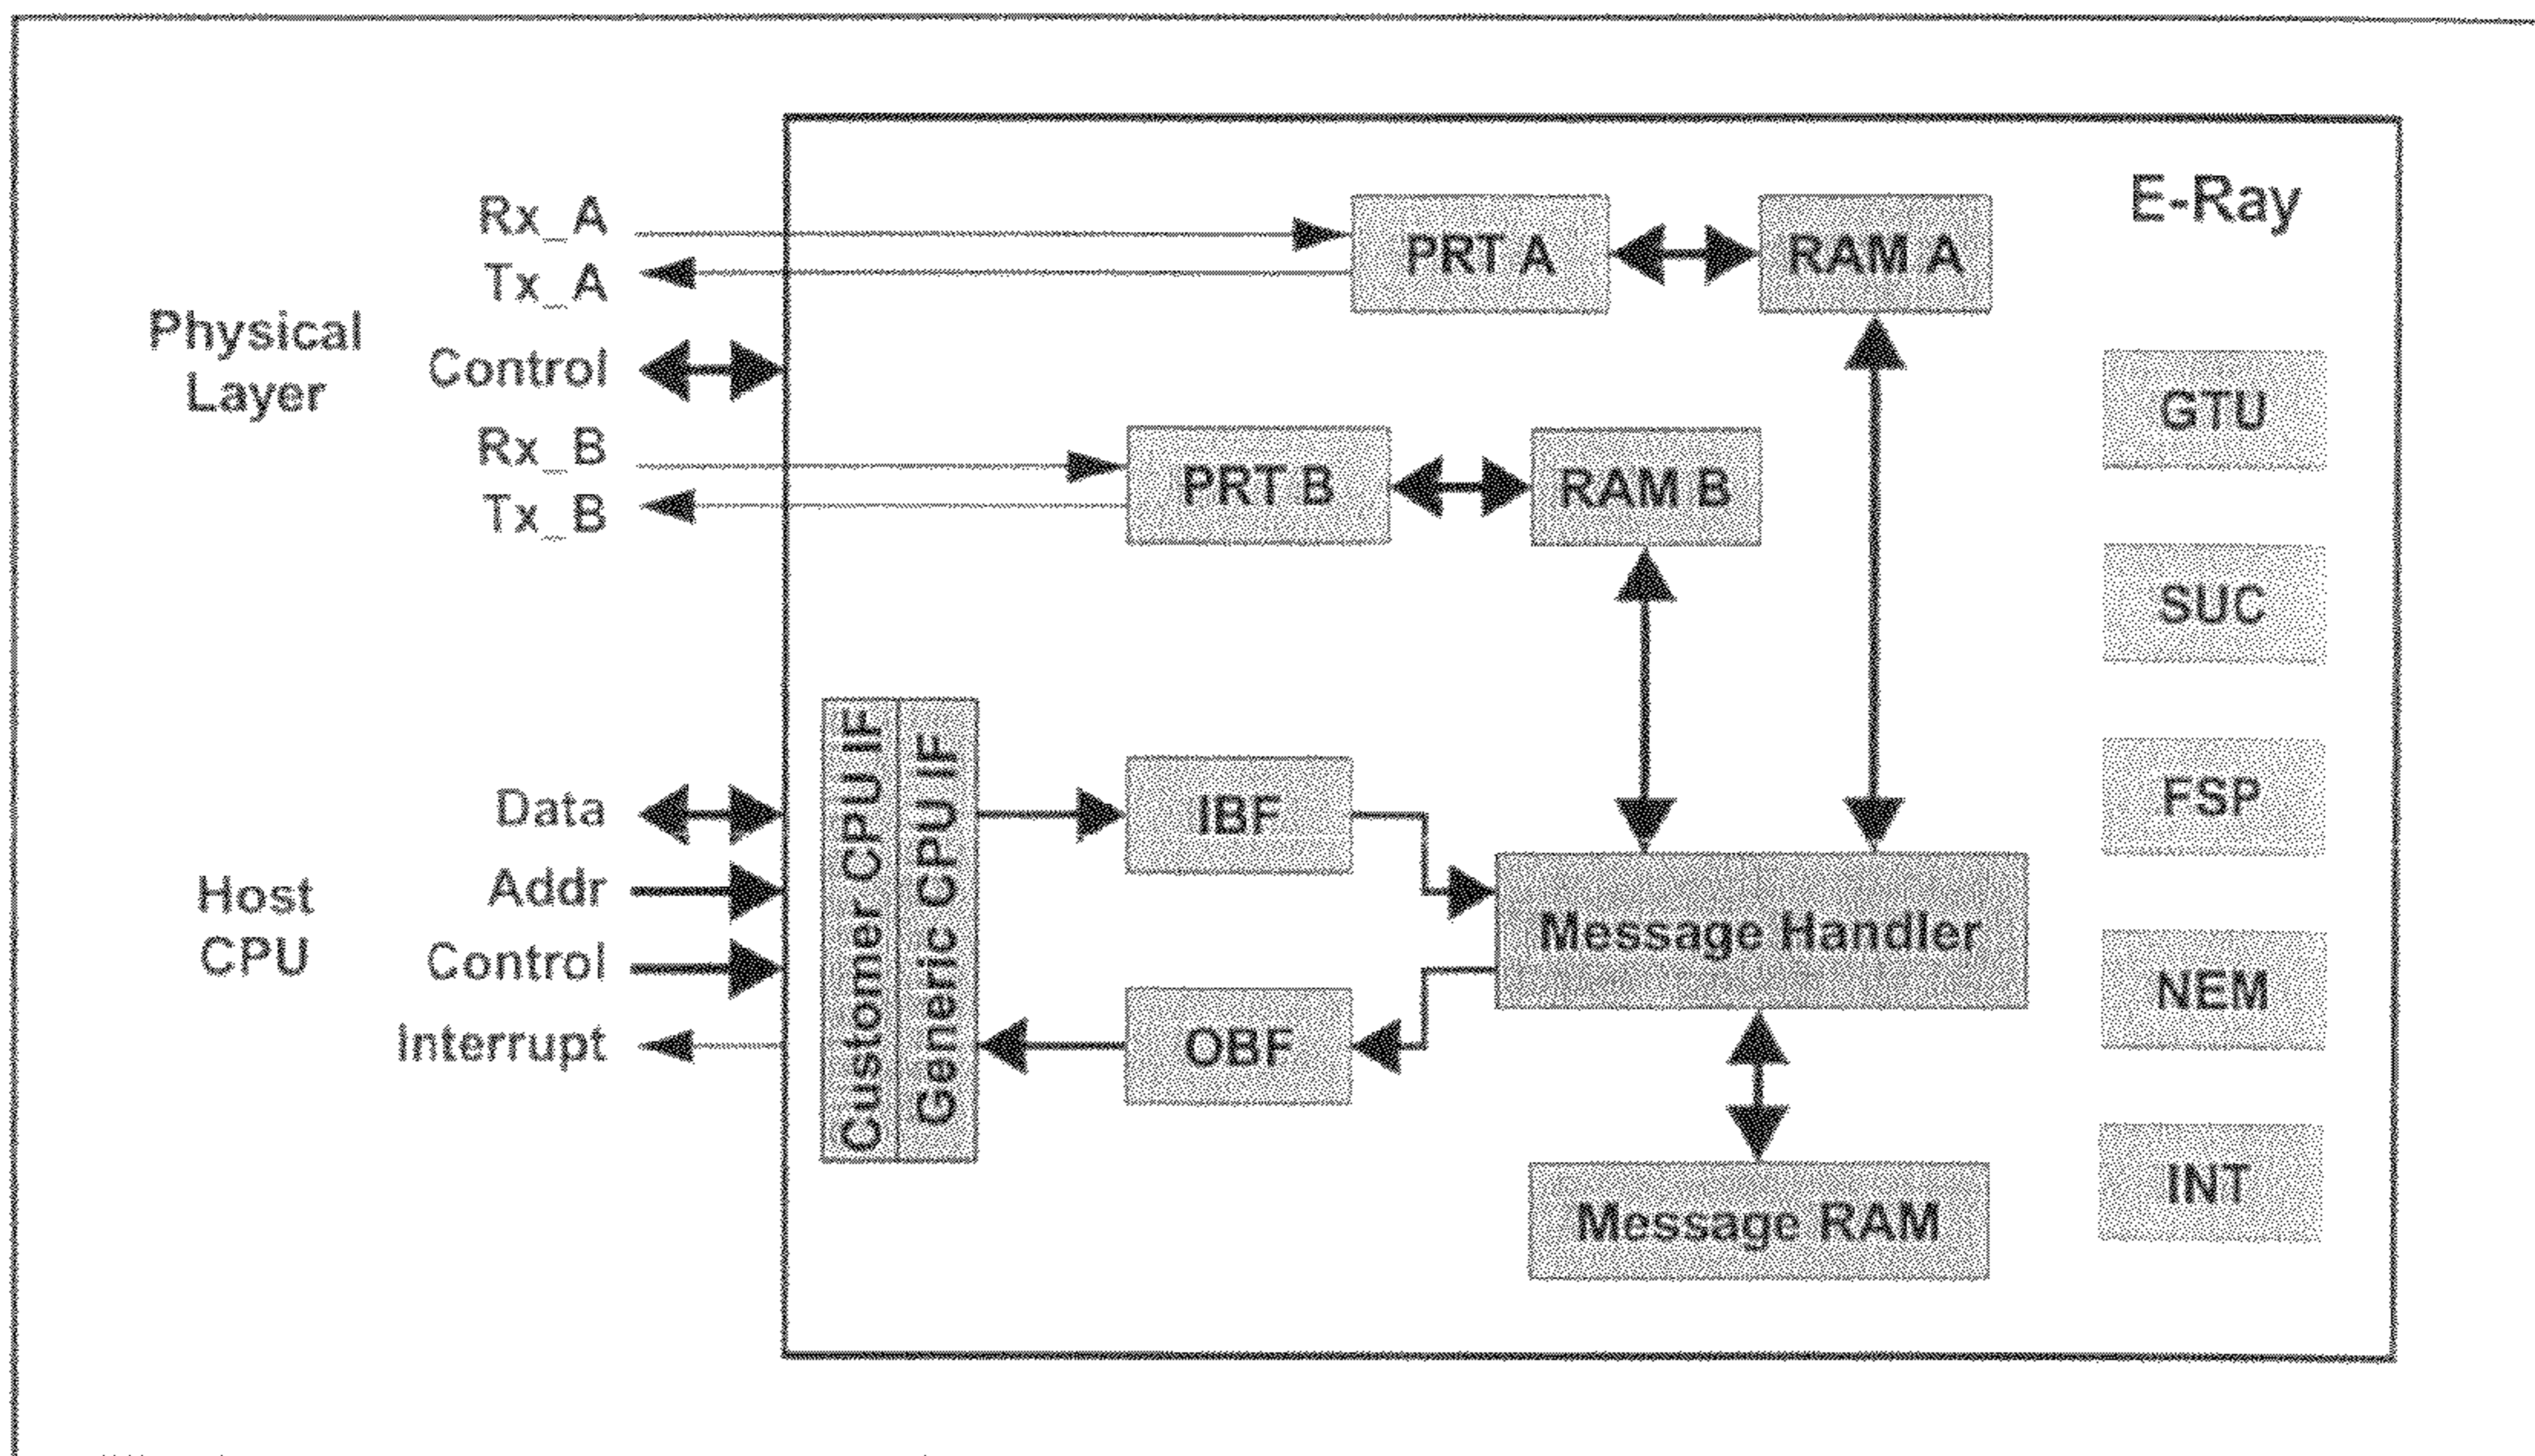 E-Ray
Rx_A
Tx_A
Physical
Layer
Control
Rx_B
Tx_B
PRT A
RAM A
PRT B
RAM B
GTU
SUC
FSP
NEM
INT
Host
CPU
Data
Addr
Control
Interrupt
Customer CPU IF
Generic CPU IF
IBF
OBF
Message Handler
Message RAM